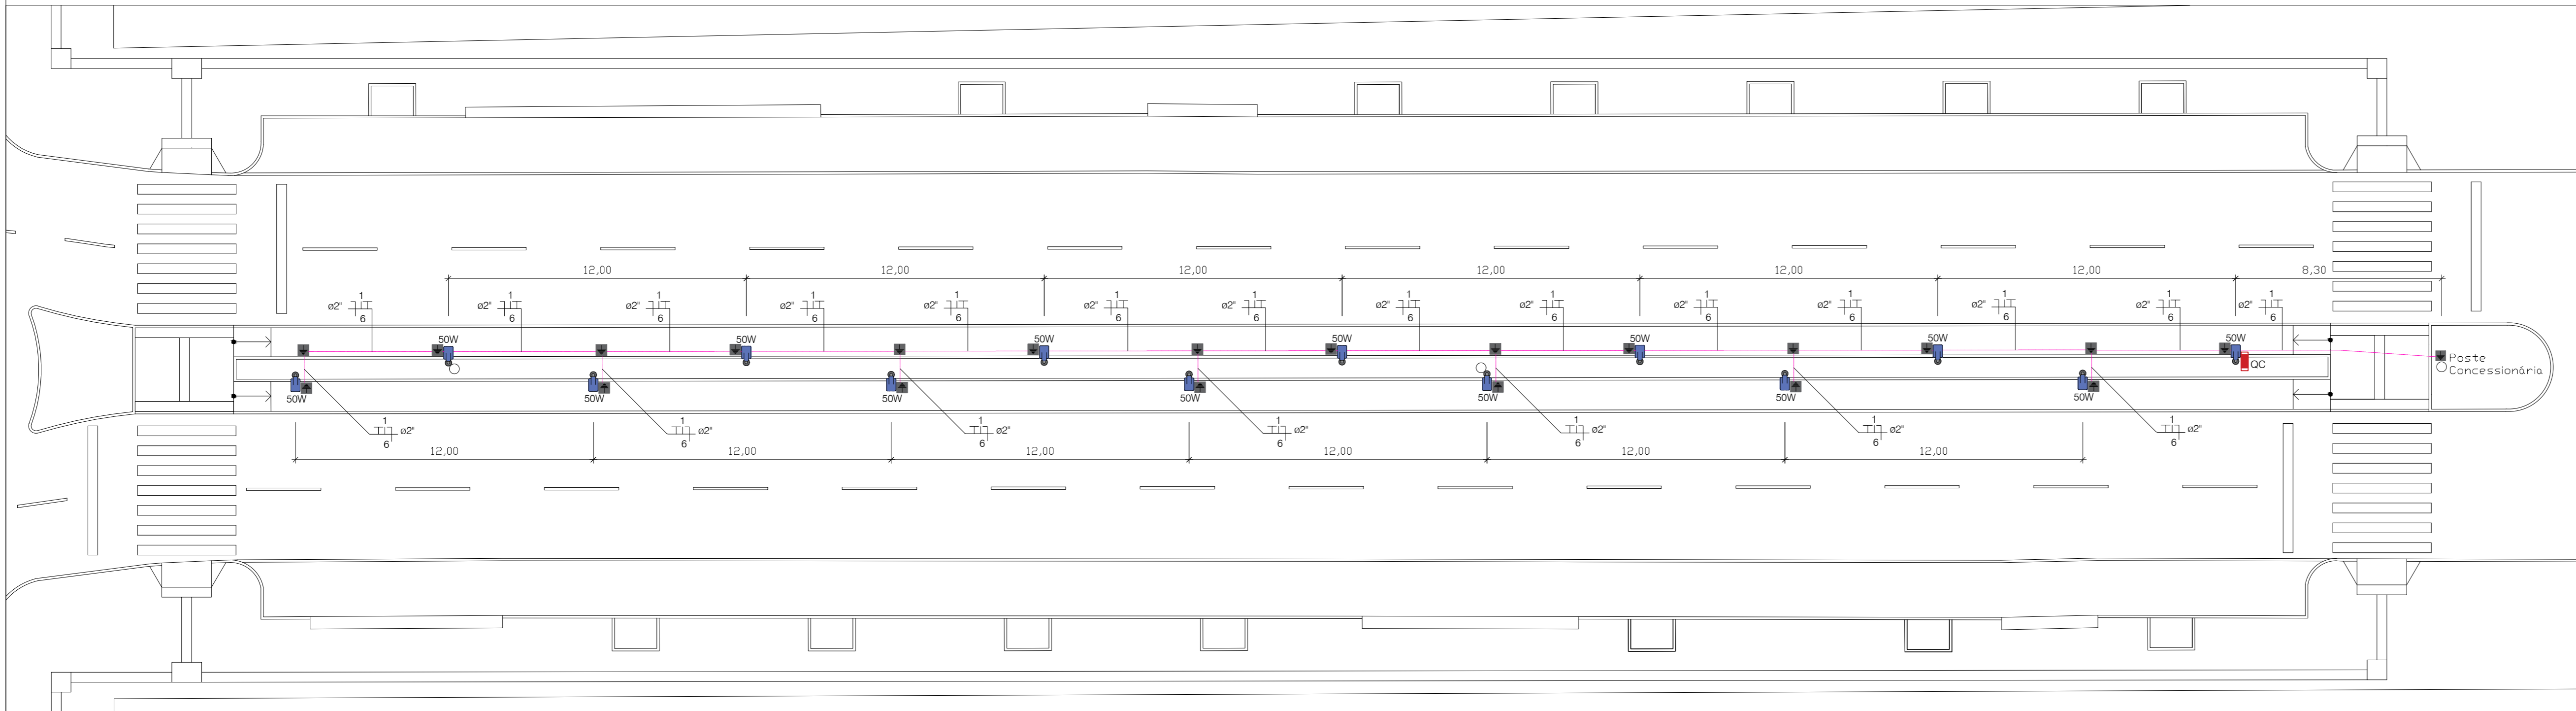 12,00 12,00 12,00 12,00 12,00 12,00 8,30
1 1 1 1 1 1 1 1 1 1 1 1 1 1
ø2" ø2" ø2" ø2" ø2" ø2" ø2" ø2" ø2" ø2" ø2" ø2" ø2" ø2"
6 6 6 6 6 6 6 6 6 6 6 6 6 6
50W 50W 50W 50W 50W 50W 50W
Poste
QC
Concessionária
50W 50W 50W 50W 50W 50W 50W
1 1 1 1 1 1 1
ø2" ø2" ø2" ø2" ø2" ø2" ø2"
6 6 6 6 6 6 6
12,00 12,00 12,00 12,00 12,00 12,00